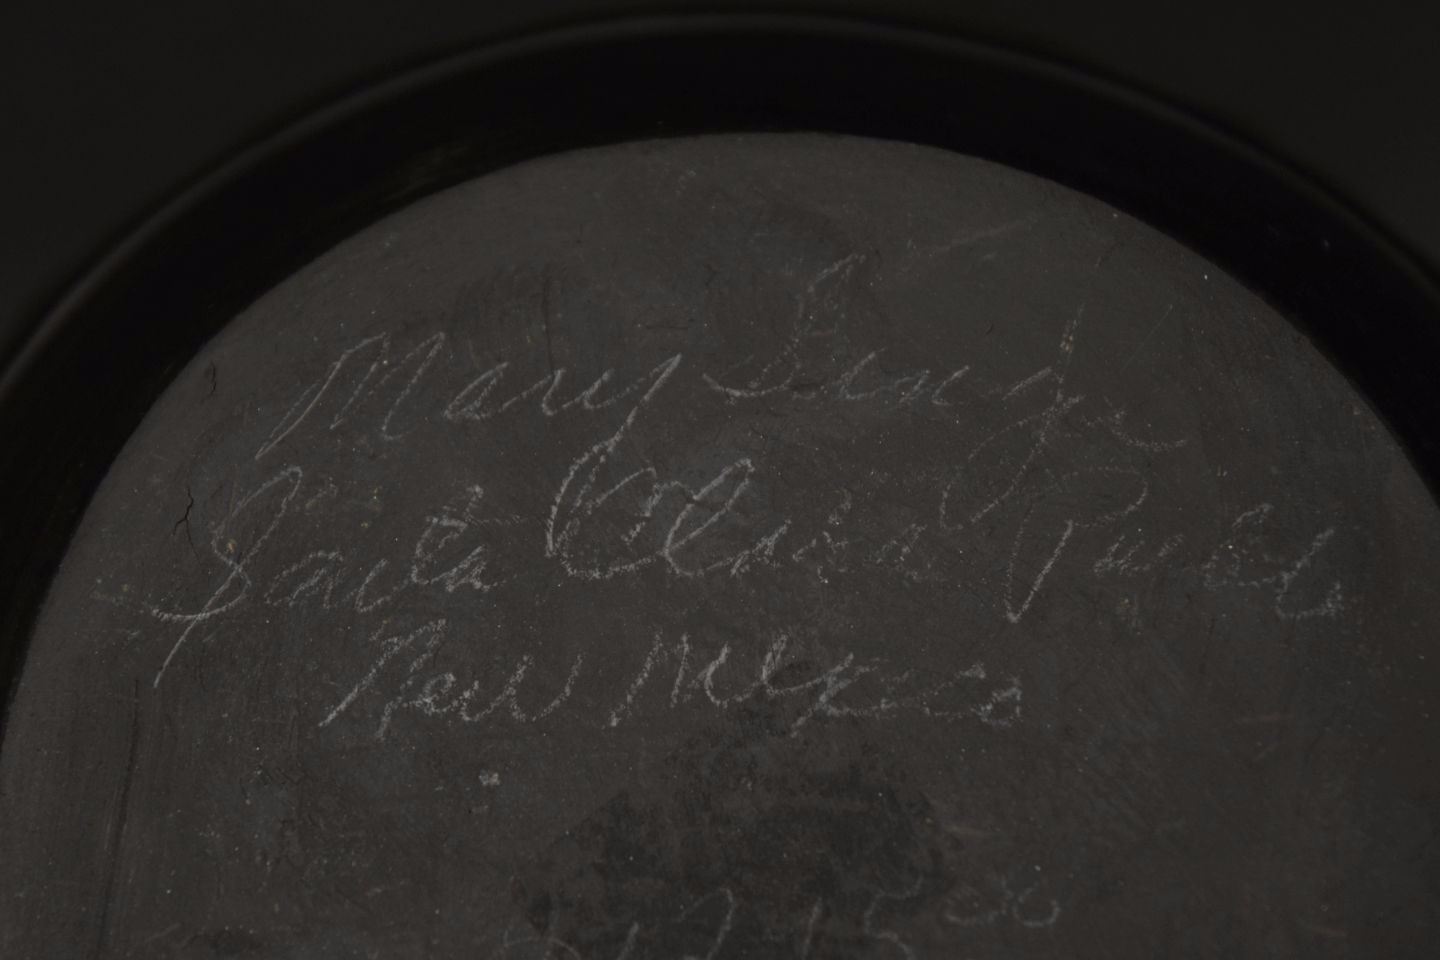 Mary Singer
Santa Clara Pueblo
New Mexico